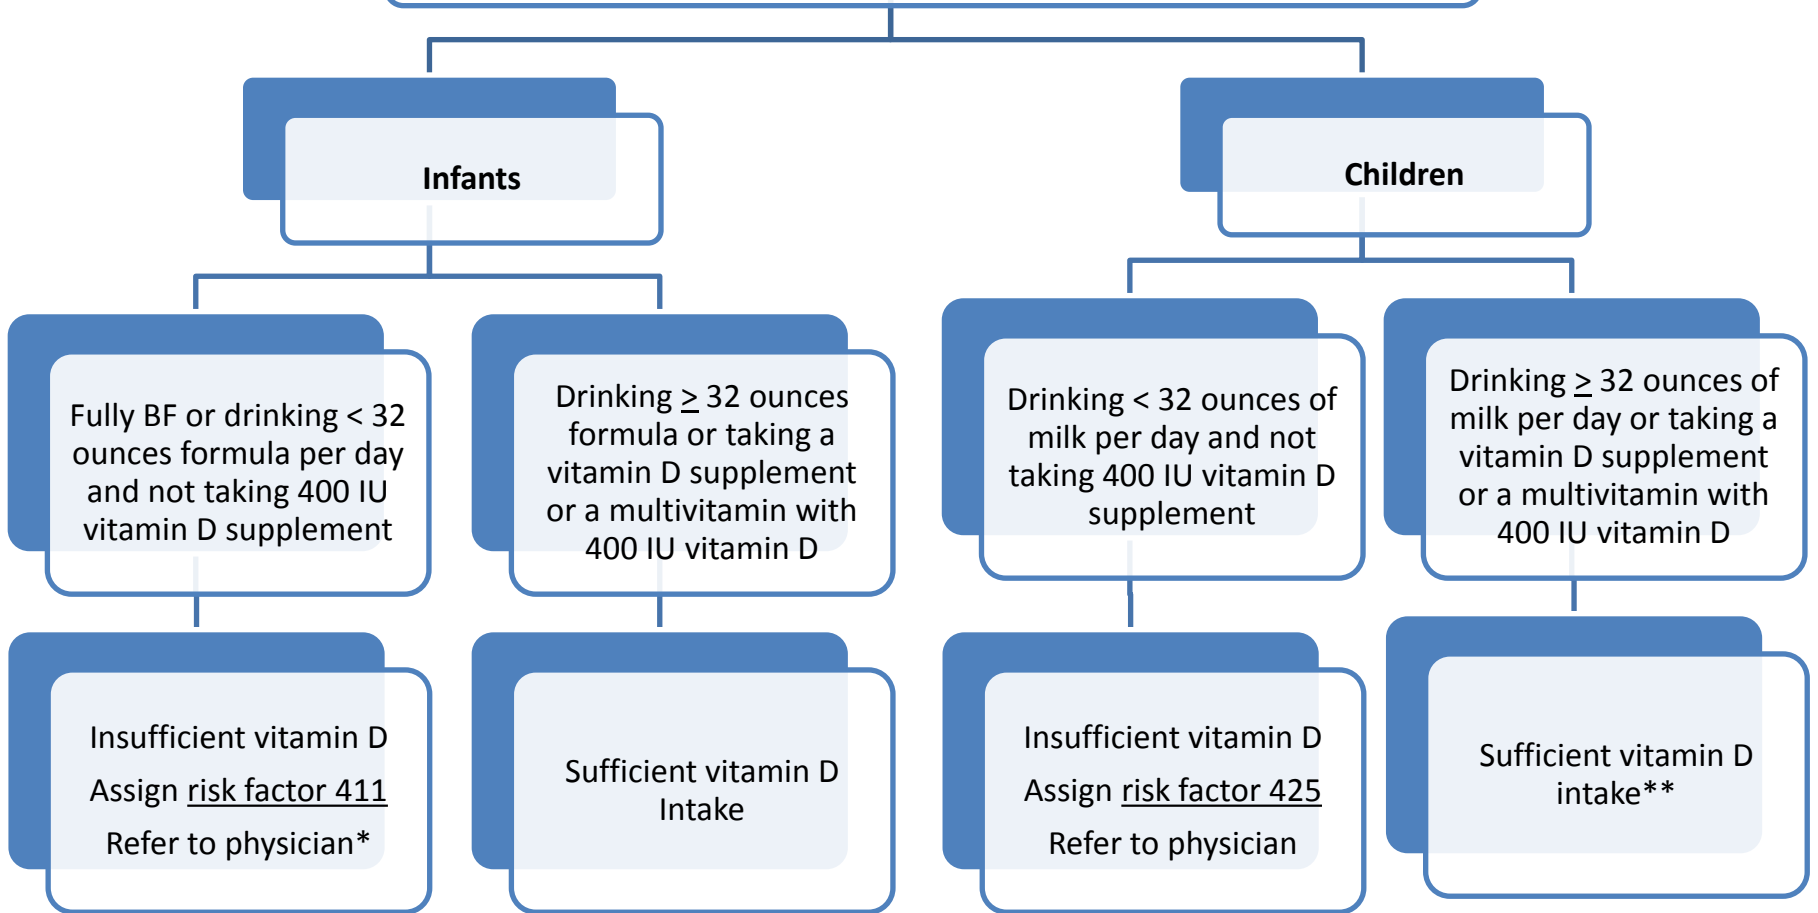 Infants
Children
Fully BF or drinking < 32
ounces formula per day
and not taking 400 IU
vitamin D supplement
Drinking ≥ 32 ounces
formula or taking a
vitamin D supplement
or a multivitamin with
400 IU vitamin D
Drinking < 32 ounces of
milk per day and not
taking 400 IU vitamin D
supplement
Drinking ≥ 32 ounces of
milk per day or taking a
vitamin D supplement
or a multivitamin with
400 IU vitamin D
Insufficient vitamin D
Assign risk factor 411
Refer to physician*
Sufficient vitamin D
Intake
Insufficient vitamin D
Assign risk factor 425
Refer to physician
Sufficient vitamin D
intake**